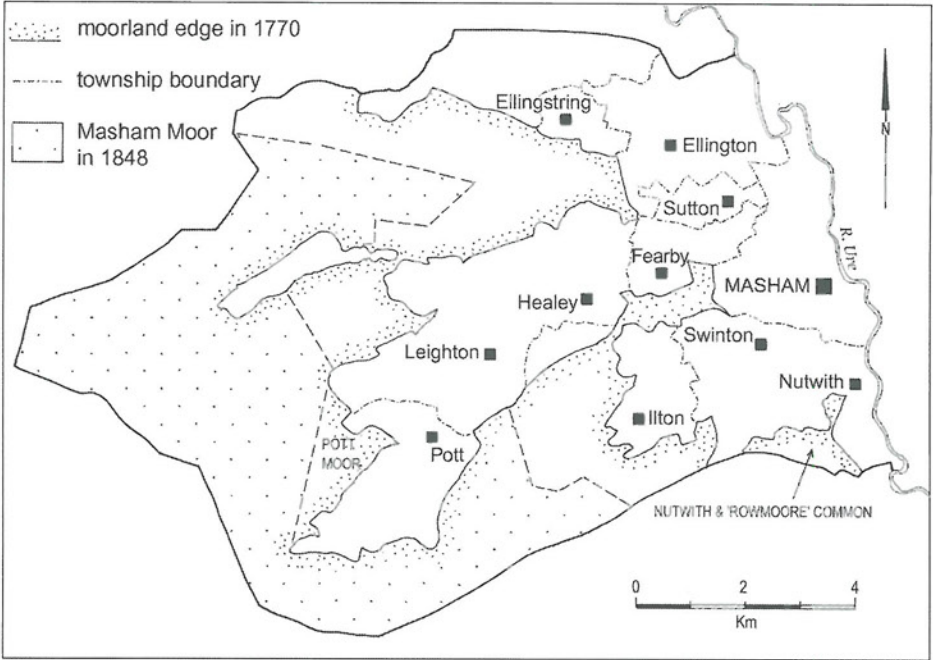 moorland edge in 1770
township boundary
Masham Moor
in 1848
Ellingstring
Ellington
N
Sutton
R. Ure
Fearby
MASHAM
Healey
Swinton
Leighton
Nutwith
Ilton
POTT
MOOR
Pott
NUTWITH & 'ROWMOORE' COMMON
0 2 4
Km